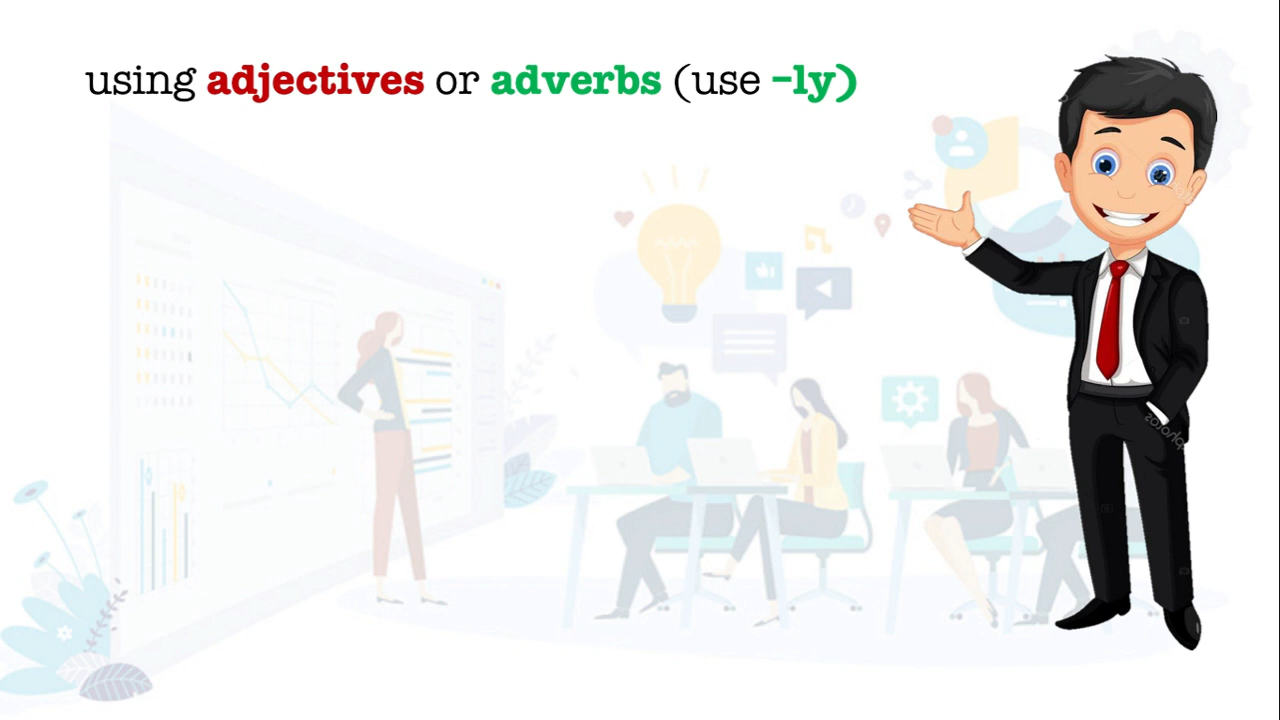 using adjectives or adverbs (use –ly)